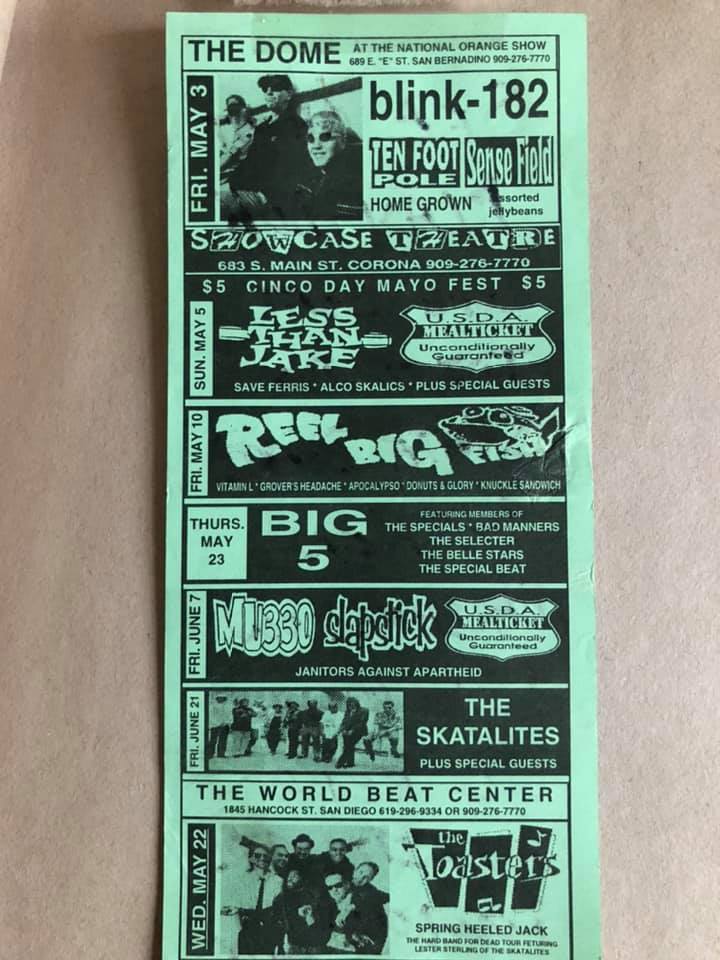 THE DOME AT THE NATIONAL ORANGE SHOW
689 E. "E" ST. SAN BERNADINO 909-276-7770
FRI. MAY 3
blink-182
TEN FOOT POLE
Sense Field
HOME GROWN
assorted
jellybeans
SHOWCASE THEATRE
683 S. MAIN ST. CORONA 909-276-7770
$5 CINCO DAY MAYO FEST $5
SUN. MAY 5
LESS
THAN
JAKE
U.S.D.A.
MEALTICKET
Unconditionally
Guaranteed
SAVE FERRIS * ALCO SKALICS * PLUS SPECIAL GUESTS
FRI. MAY 10
REEL BIG FISH
VITAMIN L * GROVER'S HEADACHE * APOCALYPSO * DONUTS & GLORY * KNUCKLE SANDWICH
THURS.
MAY
23
BIG
5
FEATURING MEMBERS OF
THE SPECIALS * BAD MANNERS
THE SELECTER
THE BELLE STARS
THE SPECIAL BEAT
FRI. JUNE 7
MU330 slapstick
U.S.D.A.
MEALTICKET
Unconditionally
Guaranteed
JANITORS AGAINST APARTHEID
FRI. JUNE 21
THE
SKATALITES
PLUS SPECIAL GUESTS
THE WORLD BEAT CENTER
1845 HANCOCK ST. SAN DIEGO 619-296-9334 OR 909-276-7770
WED. MAY 22
the
Toasters
SPRING HEELED JACK
THE HARD BAND FOR DEAD TOUR FETURING
LESTER STERLING OF THE SKATALITES